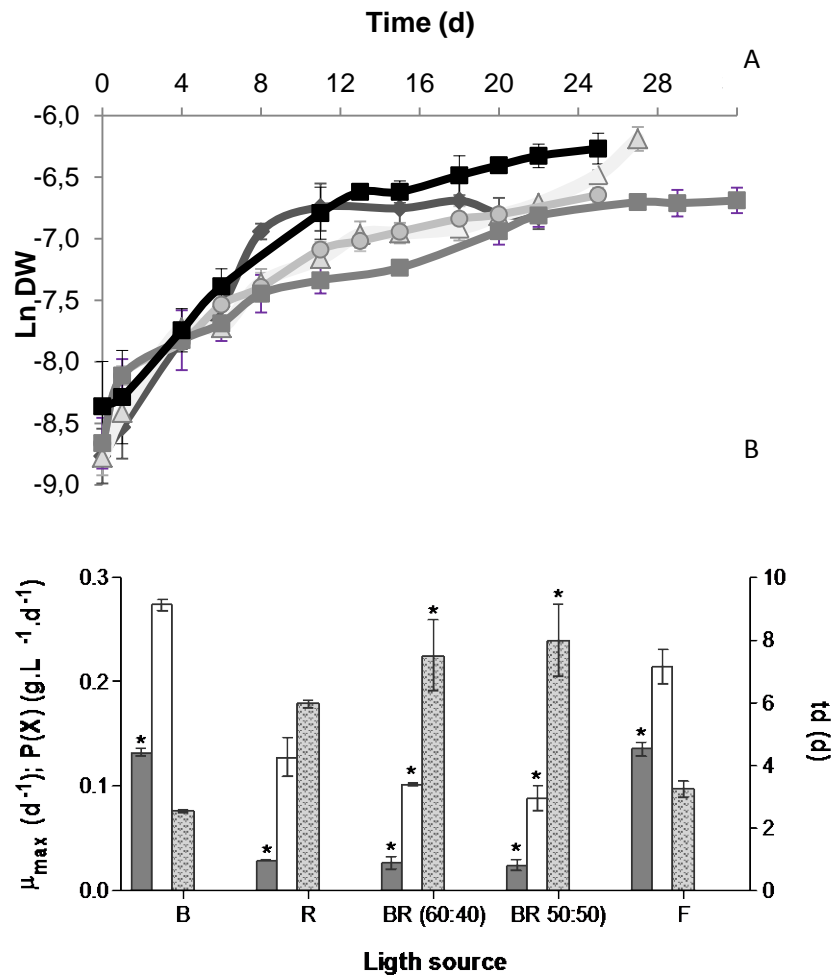 Time (d)
A
0 4 8 12 16 20 24 28
-6,0
-6,5
-7,0
-7,5
-8,0
-8,5
-9,0
Ln DW
B
0.3
0.2
0.1
0.0
μmax (d-1); P(X) (g.L -1.d-1)
* * * * * * * *
10
8
6
4
2
0
td (d)
B R BR (60:40) BR 50:50) F
Ligth source